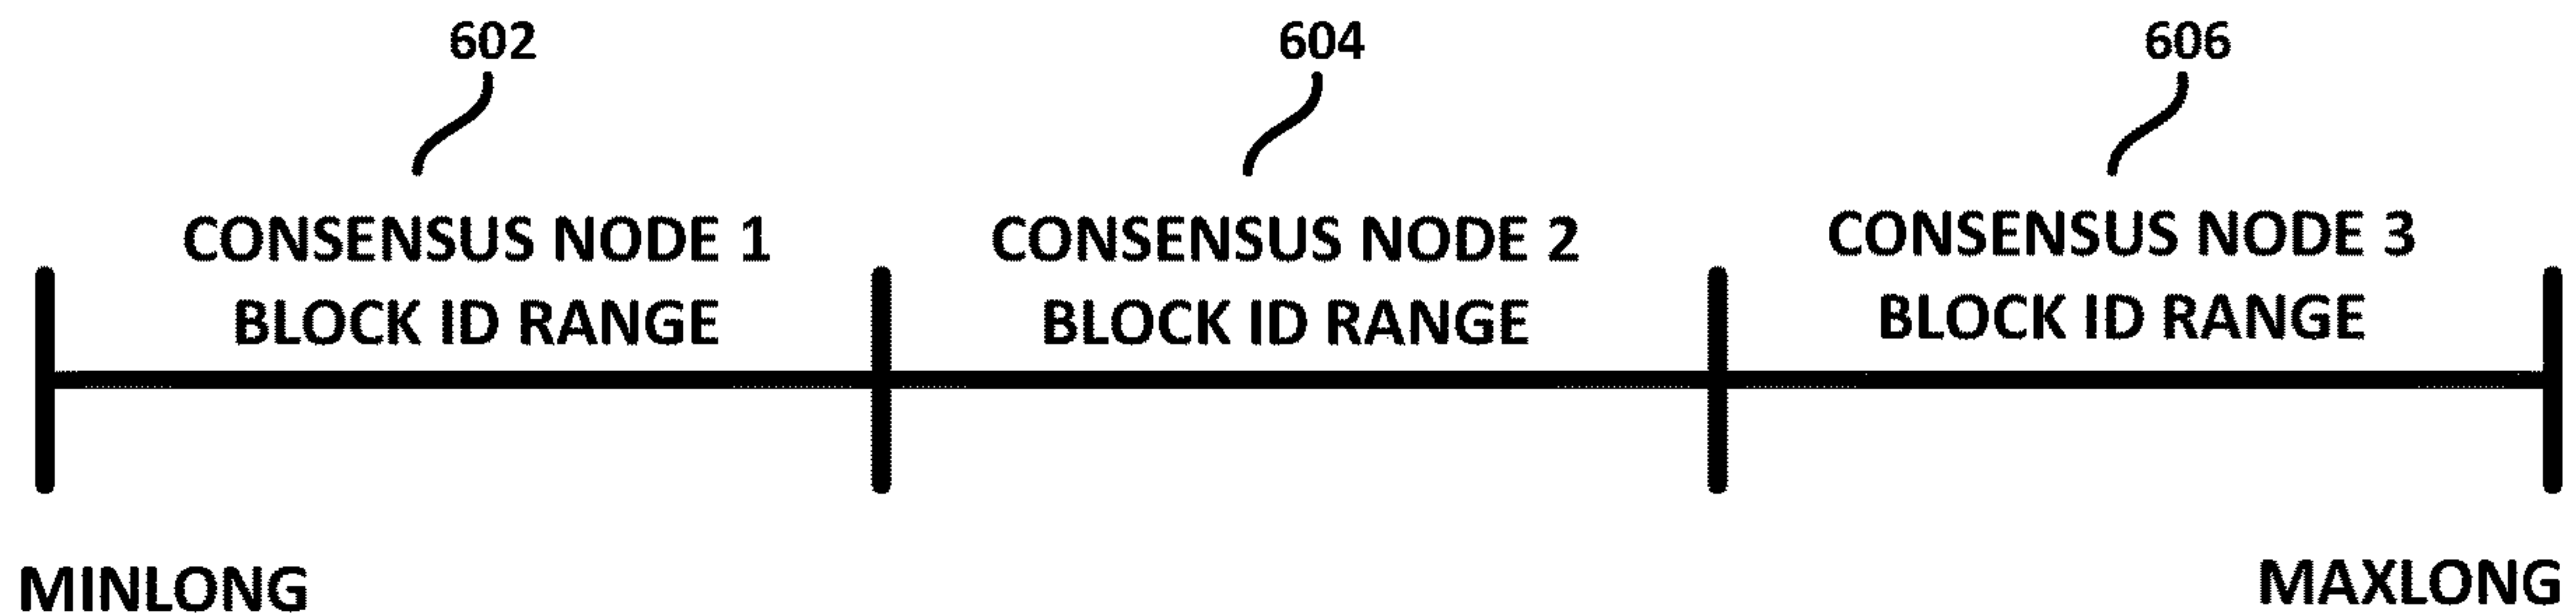 602
604
606
CONSENSUS NODE 1
BLOCK ID RANGE
CONSENSUS NODE 2
BLOCK ID RANGE
CONSENSUS NODE 3
BLOCK ID RANGE
MINLONG
MAXLONG